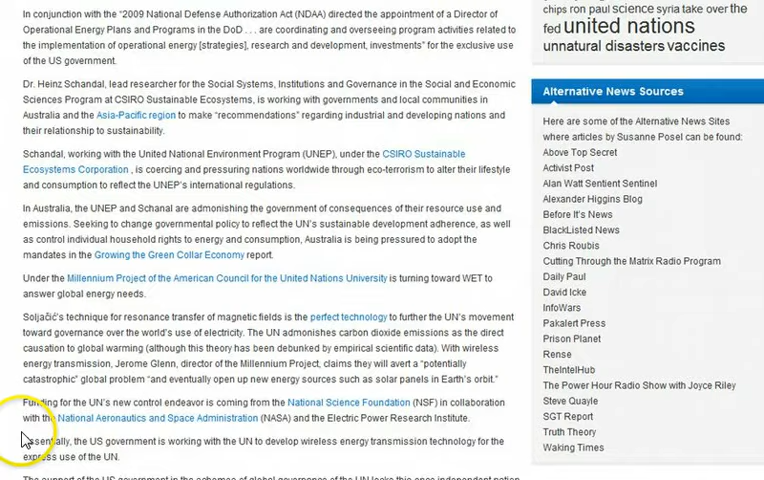 In conjunction with the "2009 National Defense Authorization Act (NDAA) directed the appointment of a Director of
Operational Energy Plans and Programs in the DoD . . . are coordinating and overseeing program activities related to
the implementation of operational energy [strategies], research and development, investments" for the exclusive use
of the US government.
Dr. Heinz Schandal, lead researcher for the Social Systems, Institutions and Governance in the Social and Economic
Sciences Program at CSIRO Sustainable Ecosystems, is working with governments and local communities in
Australia and the Asia-Pacific region to make "recommendations" regarding industrial and developing nations and
their relationship to sustainability.
Schandal, working with the United National Environment Program (UNEP), under the CSIRO Sustainable
Ecosystems Corporation , is coercing and pressuring nations worldwide through eco-terrorism to alter their lifestyle
and consumption to reflect the UNEP's international regulations.
In Australia, the UNEP and Schanal are admonishing the government of consequences of their resource use and
emissions. Seeking to change governmental policy to reflect the UN's sustainable development adherence, as well
as control individual household rights to energy and consumption, Australia is being pressured to adopt the
mandates in the Growing the Green Collar Economy report.
Under the Millennium Project of the American Council for the United Nations University is turning toward WET to
answer global energy needs.
Soljačić's technique for resonance transfer of magnetic fields is the perfect technology to further the UN's movement
toward governance over the world's use of electricity. The UN admonishes carbon dioxide emissions as the direct
causation to global warming (although this theory has been debunked by empirical scientific data). With wireless
energy transmission, Jerome Glenn, director of the Millennium Project, claims they will avert a "potentially
catastrophic" global problem "and eventually open up new energy sources such as solar panels in Earth's orbit."
Funding for the UN's new control endeavor is coming from the National Science Foundation (NSF) in collaboration
with the National Aeronautics and Space Administration (NASA) and the Electric Power Research Institute.
Essentially, the US government is working with the UN to develop wireless energy transmission technology for the
express use of the UN.
The support of the US government in the schemes of global governance of the UN looks this once independent nation
chips ron paul science syria take over the
fed united nations
unnatural disasters vaccines
Alternative News Sources
Here are some of the Alternative News Sites
where articles by Susanne Posel can be found:
Above Top Secret
Activist Post
Alan Watt Sentient Sentinel
Alexander Higgins Blog
Before It's News
BlackListed News
Chris Roubis
Cutting Through the Matrix Radio Program
Daily Paul
David Icke
InfoWars
Pakalert Press
Prison Planet
Rense
TheIntelHub
The Power Hour Radio Show with Joyce Riley
Steve Quayle
SGT Report
Truth Theory
Waking Times